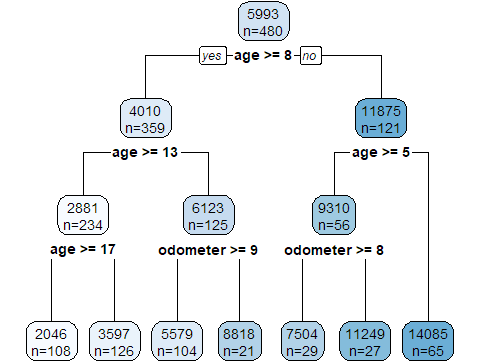 5993
n=480
yes age >= 8 no
4010
n=359
11875
n=121
age >= 13
age >= 5
2881
n=234
6123
n=125
9310
n=56
age >= 17
odometer >= 9
odometer >= 8
2046
n=108
3597
n=126
5579
n=104
8818
n=21
7504
n=29
11249
n=27
14085
n=65